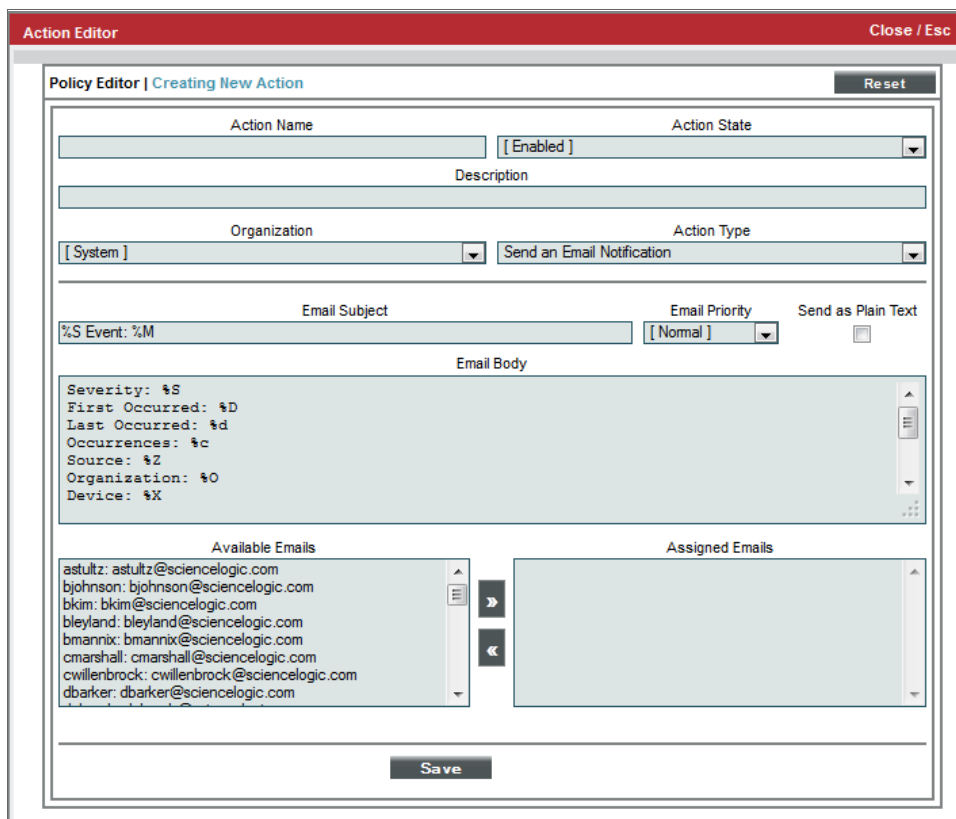 Action Editor
Close / Esc
Policy Editor | Creating New Action
Reset
Action Name
Action State
[ Enabled ]
Description
Organization
Action Type
[ System ]
Send an Email Notification
Email Subject
Email Priority
Send as Plain Text
%S Event: %M
[ Normal ]
Email Body
Severity: %S
First Occurred: %D
Last Occurred: %d
Occurrences: %c
Source: %Z
Organization: %O
Device: %X
Available Emails
Assigned Emails
astultz: astultz@sciencelogic.com
bjohnson: bjohnson@sciencelogic.com
bkim: bkim@sciencelogic.com
bleyland: bleyland@sciencelogic.com
bmannix: bmannix@sciencelogic.com
cmarshall: cmarshall@sciencelogic.com
cwillenbrock: cwillenbrock@sciencelogic.com
dbarker: dbarker@sciencelogic.com
»
«
Save